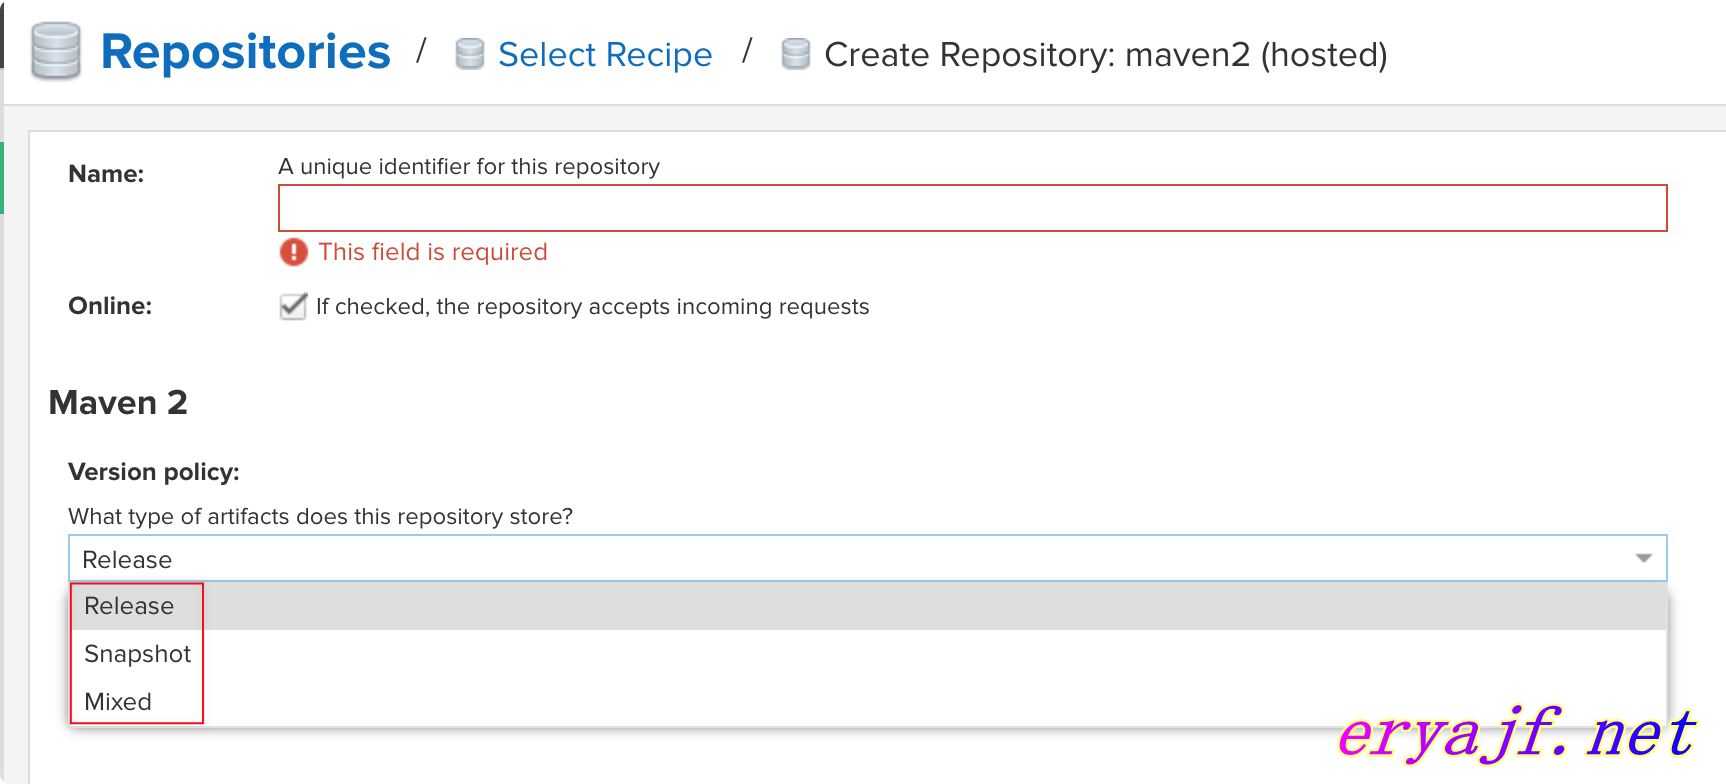 Repositories / Select Recipe / Create Repository: maven2 (hosted)
Name:
A unique identifier for this repository
This field is required
Online:
If checked, the repository accepts incoming requests
Maven 2
Version policy:
What type of artifacts does this repository store?
Release
Release
Snapshot
Mixed
eryajf.net